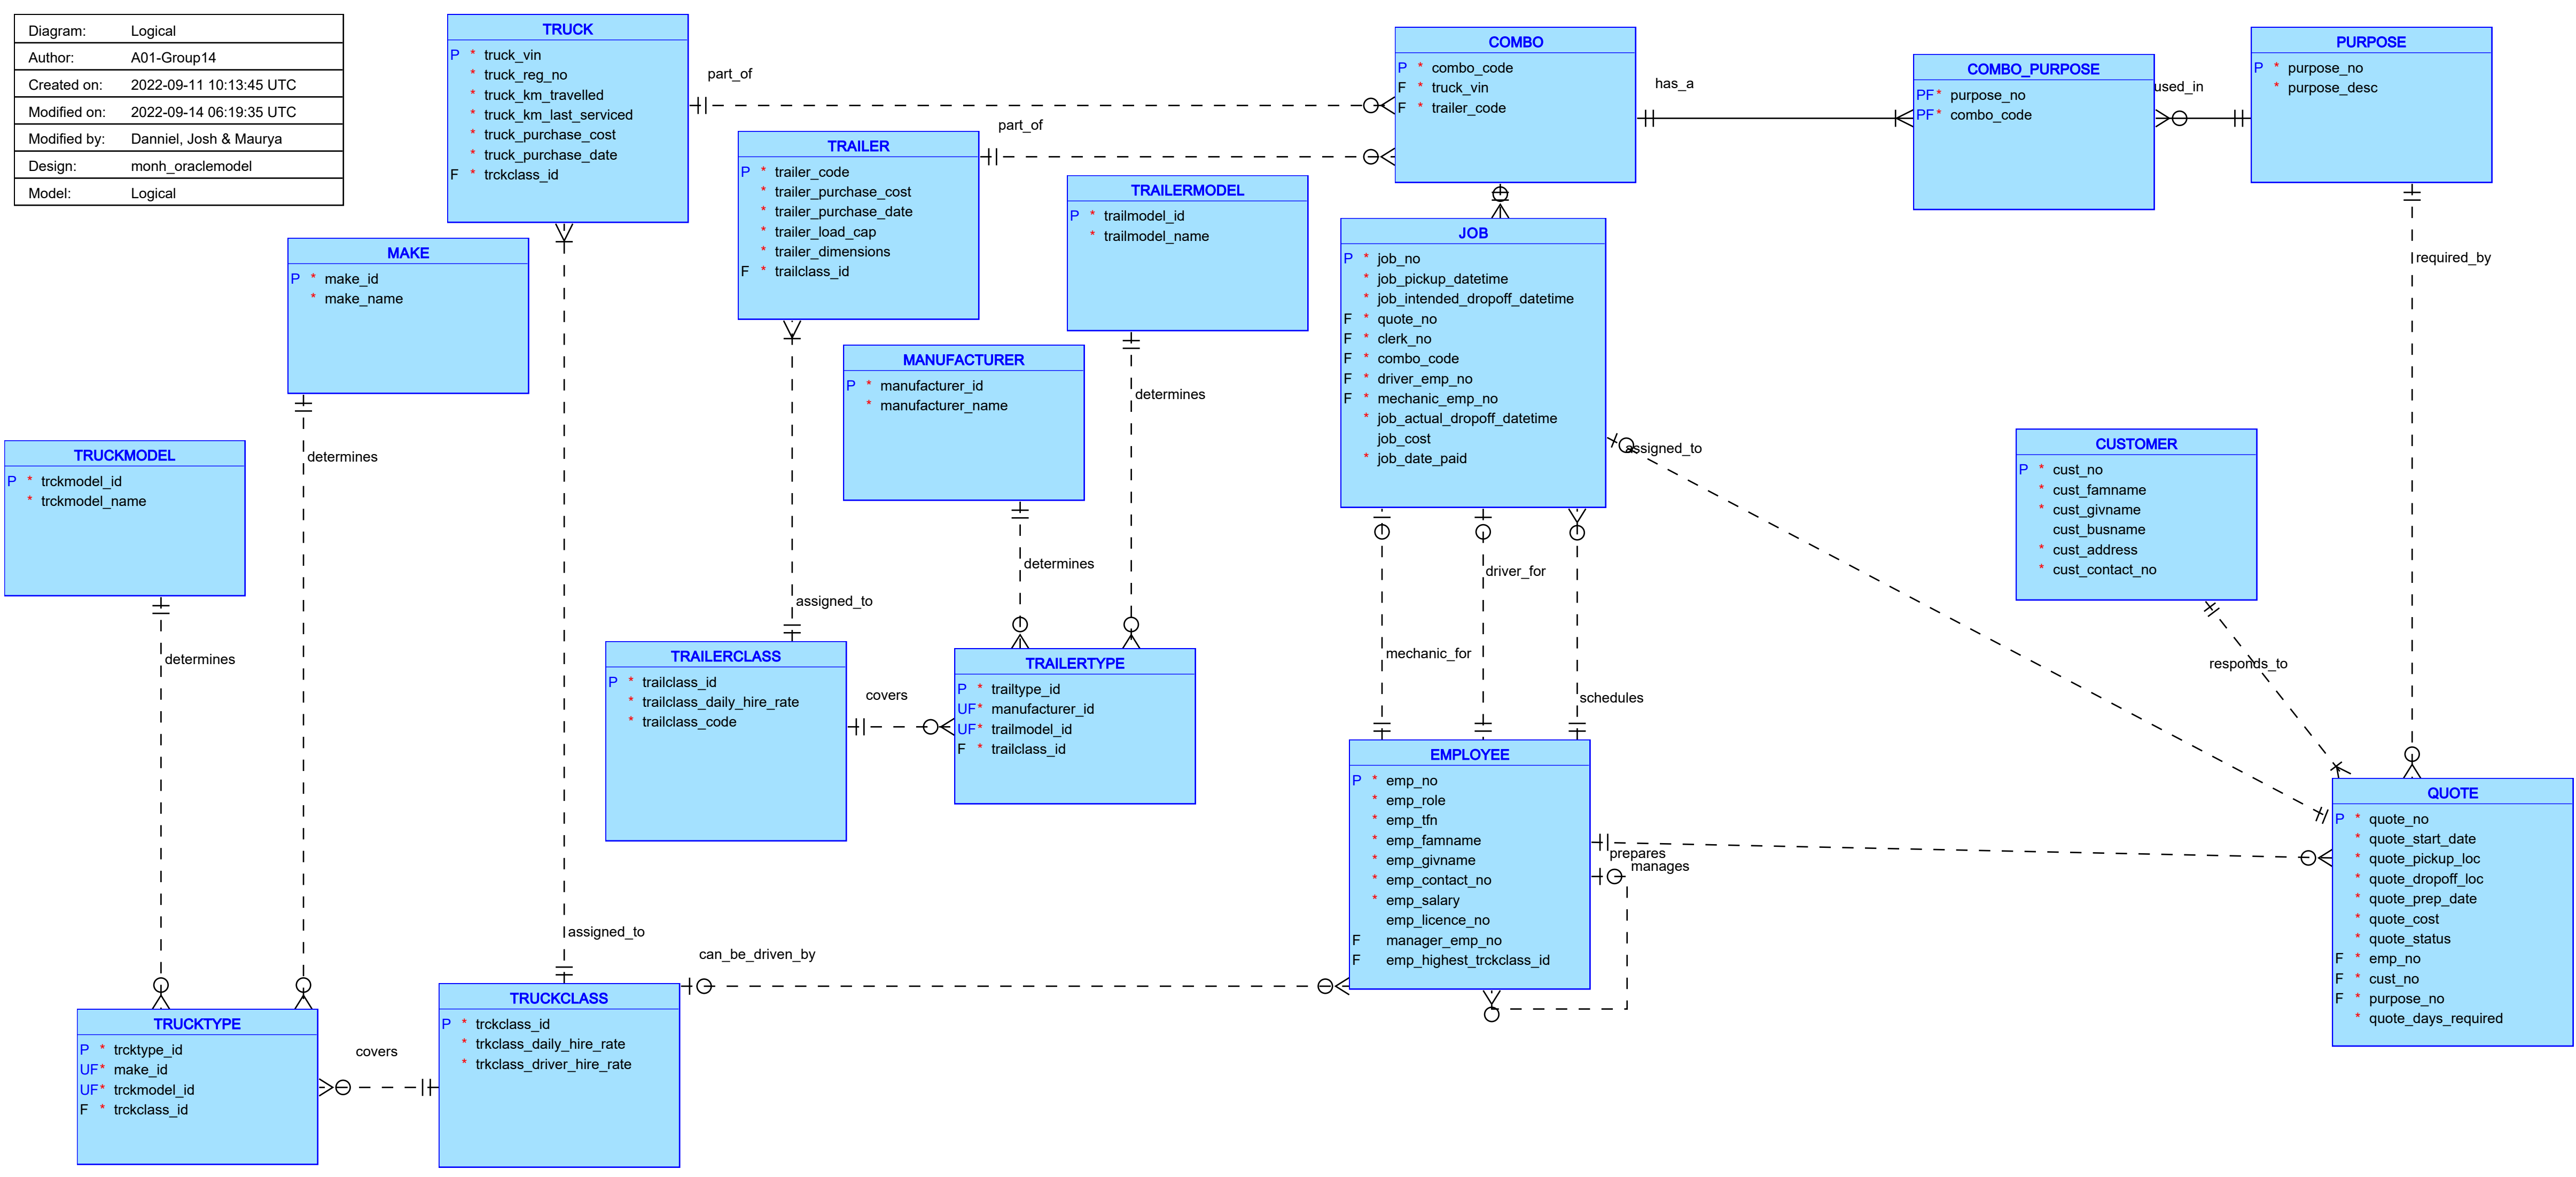 Diagram: Logical
Author: A01-Group14
Created on: 2022-09-11 10:13:45 UTC
Modified on: 2022-09-14 06:19:35 UTC
Modified by: Danniel, Josh & Maurya
Design: monh_oraclemodel
Model: Logical
TRUCK
P * truck_vin
* truck_reg_no
* truck_km_travelled
* truck_km_last_serviced
* truck_purchase_cost
* truck_purchase_date
F * trckclass_id
part_of
COMBO
P * combo_code
F * truck_vin
F * trailer_code
has_a
COMBO_PURPOSE
PF * purpose_no
PF * combo_code
used_in
PURPOSE
P * purpose_no
* purpose_desc
TRAILER
P * trailer_code
* trailer_purchase_cost
* trailer_purchase_date
* trailer_load_cap
* trailer_dimensions
F * trailclass_id
part_of
TRAILERMODEL
P * trailmodel_id
* trailmodel_name
MAKE
P * make_id
* make_name
JOB
P * job_no
* job_pickup_datetime
* job_intended_dropoff_datetime
F * quote_no
F * clerk_no
F * combo_code
F * driver_emp_no
F * mechanic_emp_no
* job_actual_dropoff_datetime
job_cost
* job_date_paid
required_by
MANUFACTURER
P * manufacturer_id
* manufacturer_name
determines
TRUCKMODEL
P * trckmodel_id
* trckmodel_name
determines
assigned_to
CUSTOMER
P * cust_no
* cust_famname
* cust_givname
cust_busname
* cust_address
* cust_contact_no
determines
driver_for
assigned_to
determines
mechanic_for
responds_to
schedules
TRAILERCLASS
P * trailclass_id
* trailclass_daily_hire_rate
* trailclass_code
covers
TRAILERTYPE
P * trailtype_id
UF * manufacturer_id
UF * trailmodel_id
F * trailclass_id
EMPLOYEE
P * emp_no
* emp_role
* emp_tfn
* emp_famname
* emp_givname
* emp_contact_no
* emp_salary
emp_licence_no
F manager_emp_no
F emp_highest_trckclass_id
prepares
manages
QUOTE
P * quote_no
* quote_start_date
* quote_pickup_loc
* quote_dropoff_loc
* quote_prep_date
* quote_cost
* quote_status
F * emp_no
F * cust_no
F * purpose_no
* quote_days_required
assigned_to
can_be_driven_by
TRUCKTYPE
P * trcktype_id
UF * make_id
UF * trckmodel_id
F * trckclass_id
covers
TRUCKCLASS
P * trckclass_id
* trkclass_daily_hire_rate
* trkclass_driver_hire_rate